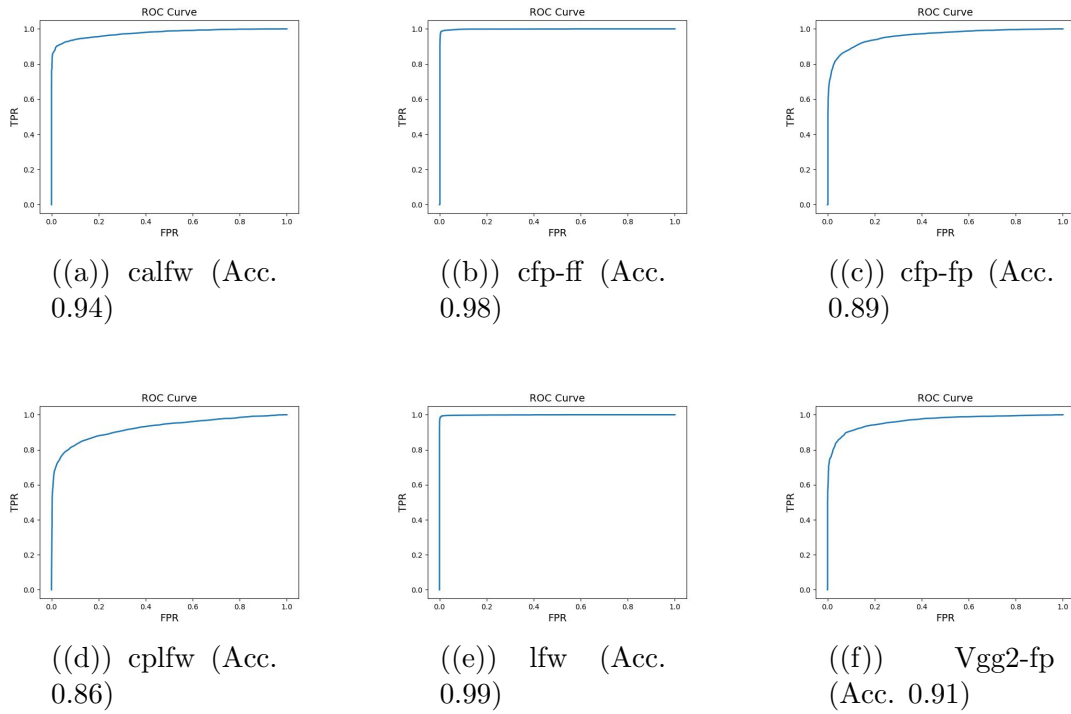 ROC Curve
1.0
0.8
0.6
0.4
0.2
0.0
TPR
0.0 0.2 0.4 0.6 0.8 1.0
FPR
((a)) calfw (Acc.
0.94)
ROC Curve
1.0
0.8
0.6
0.4
0.2
0.0
TPR
0.0 0.2 0.4 0.6 0.8 1.0
FPR
((b)) cfp-ff (Acc.
0.98)
ROC Curve
1.0
0.8
0.6
0.4
0.2
0.0
TPR
0.0 0.2 0.4 0.6 0.8 1.0
FPR
((c)) cfp-fp (Acc.
0.89)
ROC Curve
1.0
0.8
0.6
0.4
0.2
0.0
TPR
0.0 0.2 0.4 0.6 0.8 1.0
FPR
((d)) cplfw (Acc.
0.86)
ROC Curve
1.0
0.8
0.6
0.4
0.2
0.0
TPR
0.0 0.2 0.4 0.6 0.8 1.0
FPR
((e)) lfw (Acc.
0.99)
ROC Curve
1.0
0.8
0.6
0.4
0.2
0.0
TPR
0.0 0.2 0.4 0.6 0.8 1.0
FPR
((f)) Vgg2-fp
(Acc. 0.91)